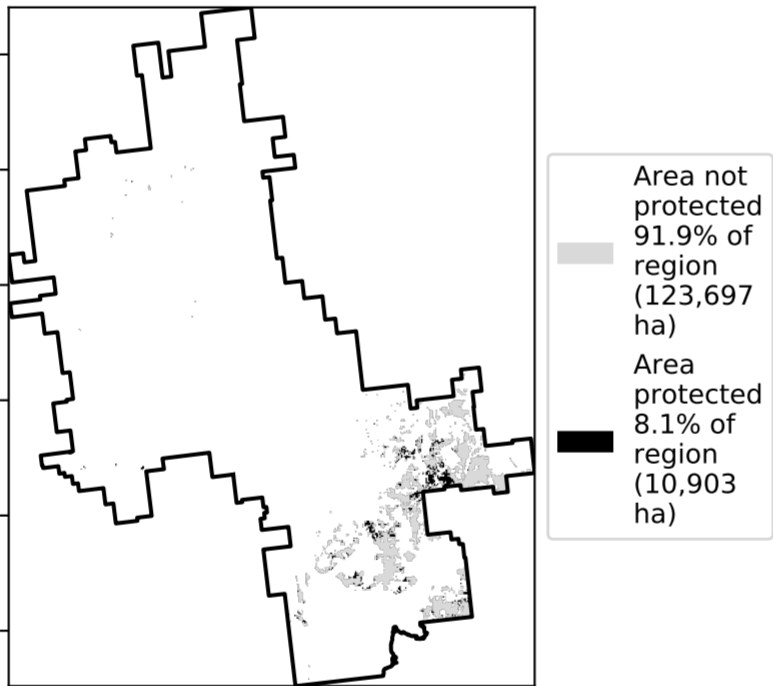 Area not
protected
91.9% of
region
(123,697
ha)
Area
protected
8.1% of
region
(10,903
ha)